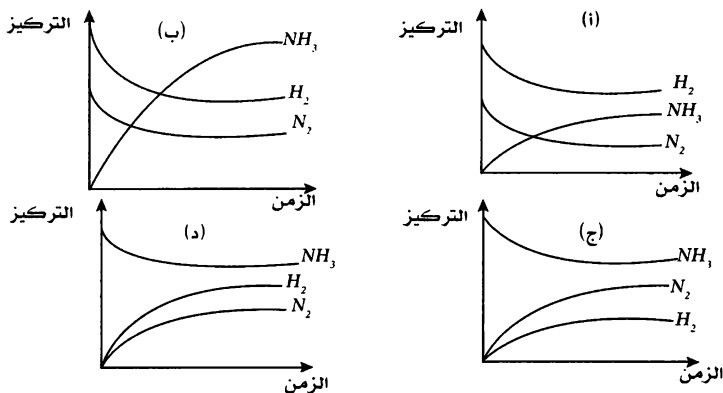 (أ)
التركيز
H₂
NH₃
N₂
الزمن
(ب)
التركيز
NH₃
H₂
N₂
الزمن
(ج)
التركيز
NH₃
N₂
H₂
الزمن
(د)
التركيز
NH₃
H₂
N₂
الزمن